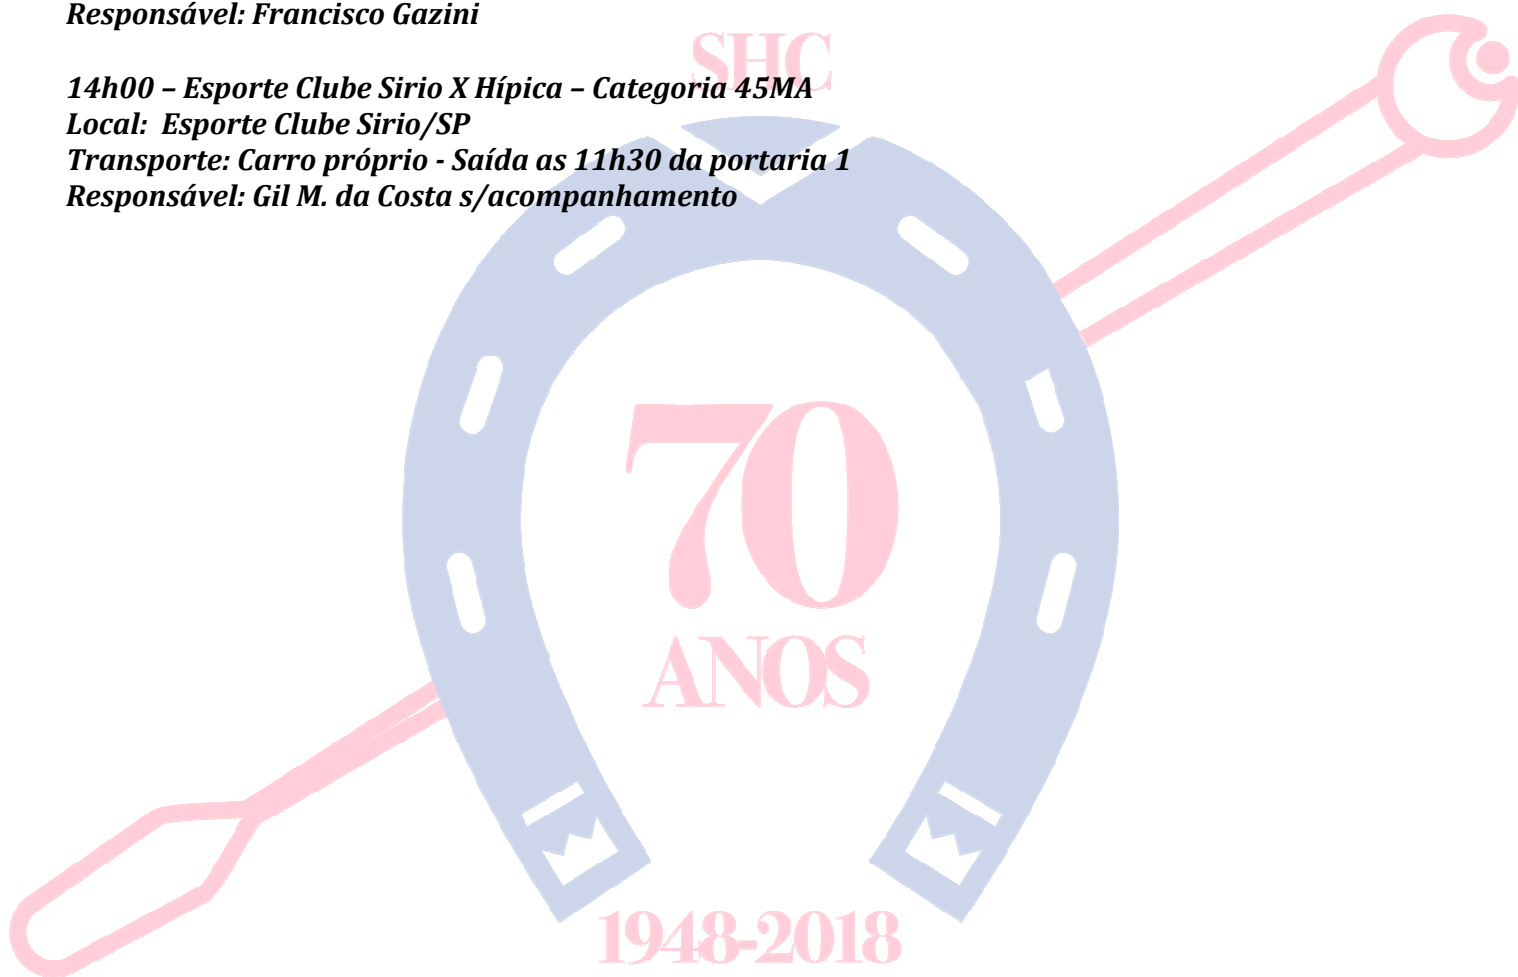 Responsável: Francisco Gazini
SHC
14h00 – Esporte Clube Sirio X Hípica – Categoria 45MA
Local:  Esporte Clube Sirio/SP
Transporte: Carro próprio - Saída as 11h30 da portaria 1
Responsável: Gil M. da Costa s/acompanhamento
70
ANOS
1948-2018